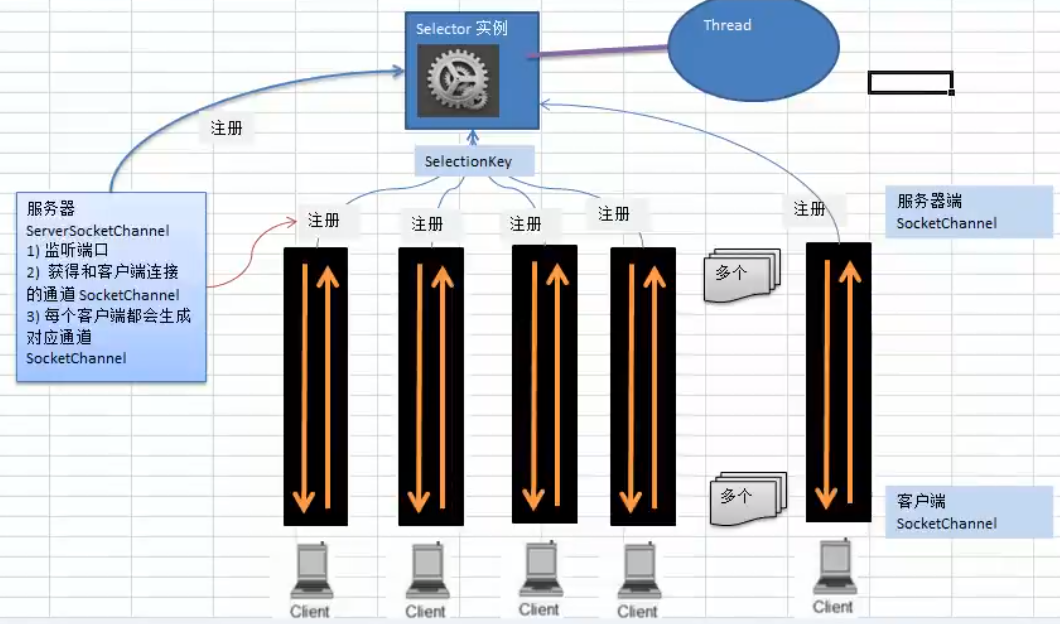 Selector 实例
Thread
注册
SelectionKey
服务器
ServerSocketChannel
1) 监听端口
2) 获得和客户端连接
的通道 SocketChannel
3) 每个客户端都会生成
对应通道
SocketChannel
注册
注册
注册
注册
注册
服务器端
SocketChannel
多个
多个
客户端
SocketChannel
Client
Client
Client
Client
Client